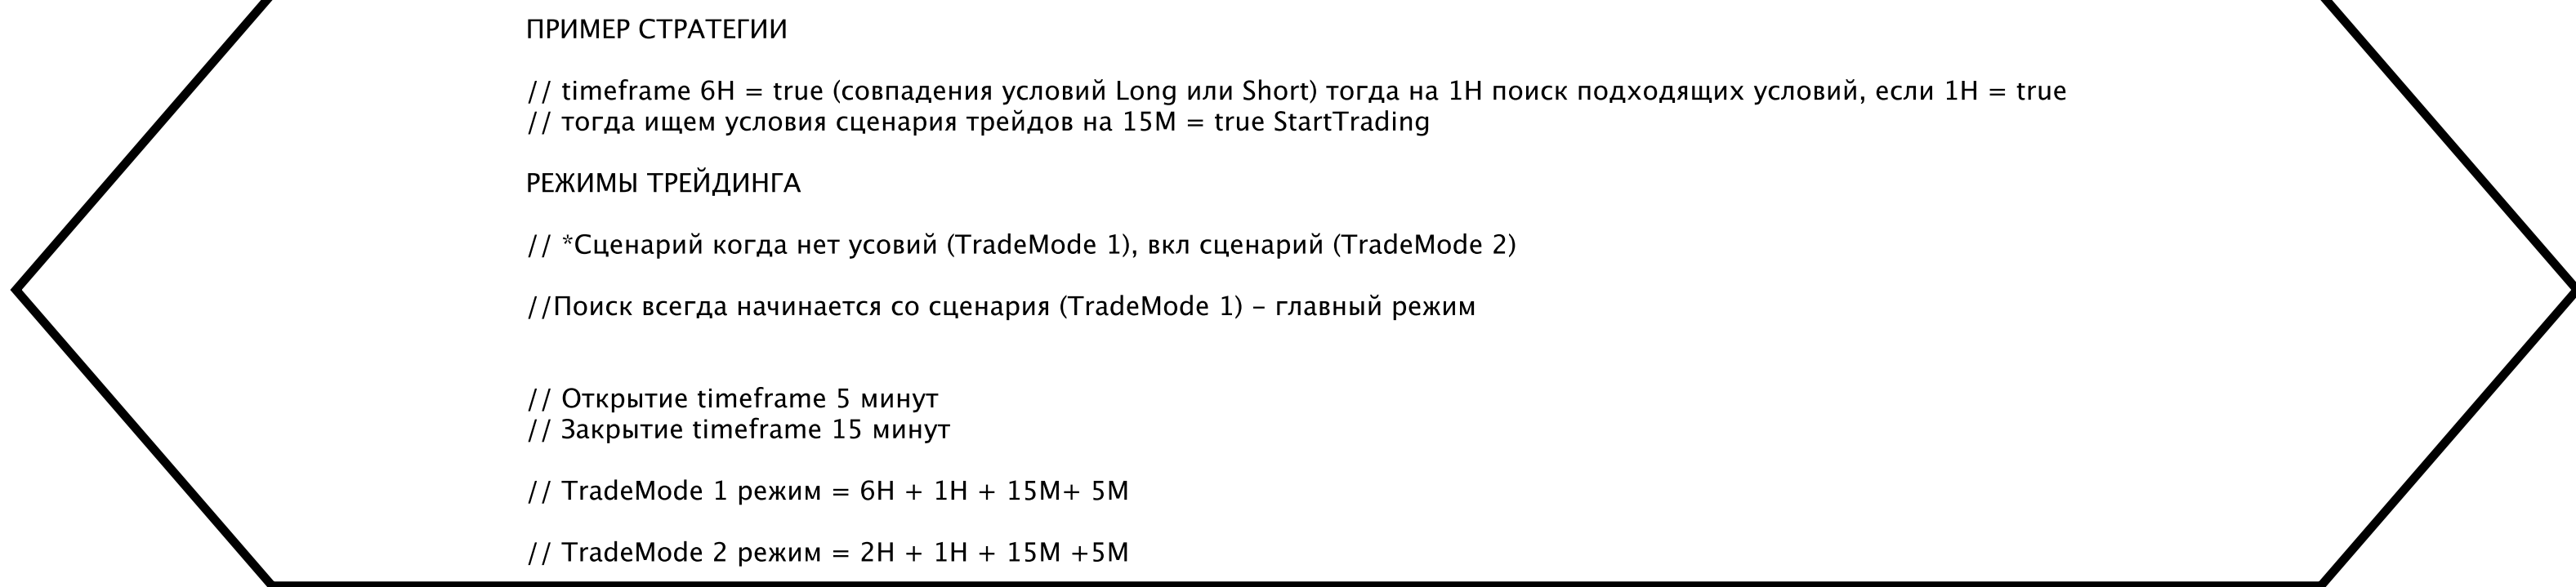 ПРИМЕР СТРАТЕГИИ
// timeframe 6H = true (совпадения условий Long или Short) тогда на 1H поиск подходящих условий, если 1H = true
// тогда ищем условия сценария трейдов на 15M = true StartTrading
РЕЖИМЫ ТРЕЙДИНГА
// *Сценарий когда нет усовий (TradeMode 1), вкл сценарий (TradeMode 2)
//Поиск всегда начинается со сценария (TradeMode 1) – главный режим
// Открытие timeframe 5 минут
// Закрытие timeframe 15 минут
// TradeMode 1 режим = 6H + 1H + 15M+ 5M
// TradeMode 2 режим = 2H + 1H + 15M +5M